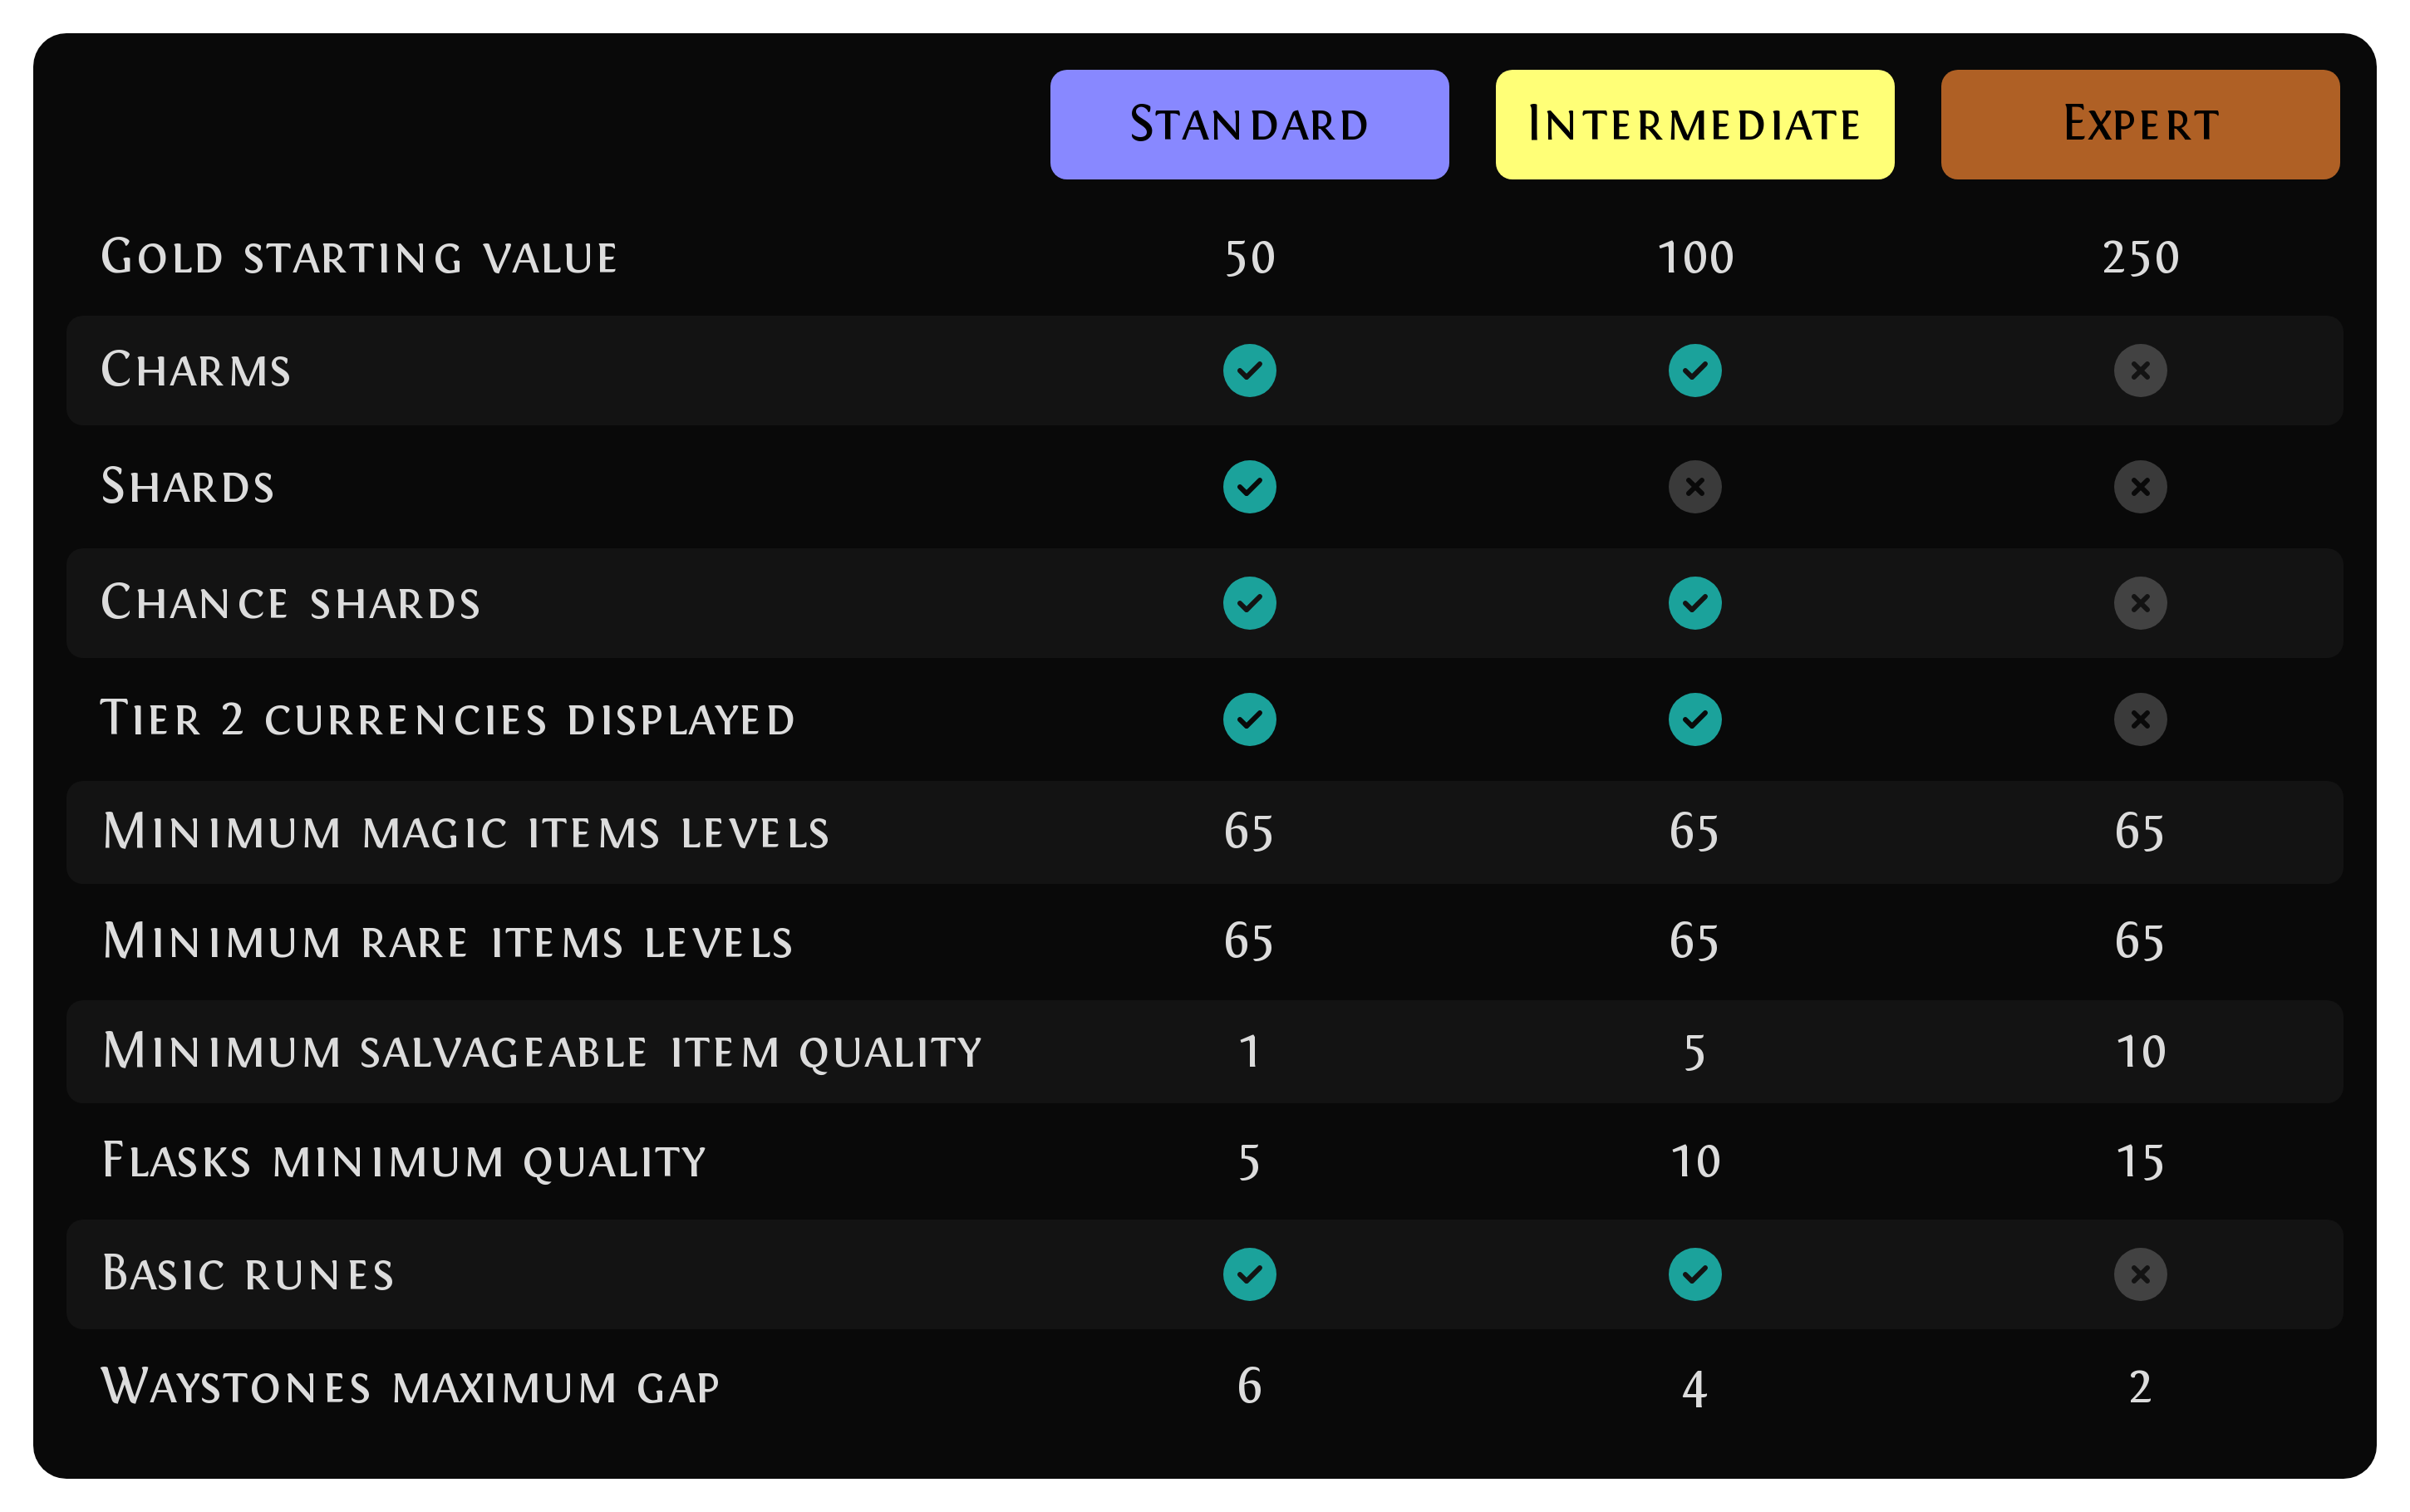 Standard Intermediate Expert
Gold starting value 50 100 250
Charms
Shards
Chance shards
Tier 2 currencies displayed
Minimum magic items levels 65 65 65
Minimum rare items levels 65 65 65
Minimum salvageable item quality 1 5 10
Flasks minimum quality 5 10 15
Basic runes
Waystones maximum gap 6 4 2